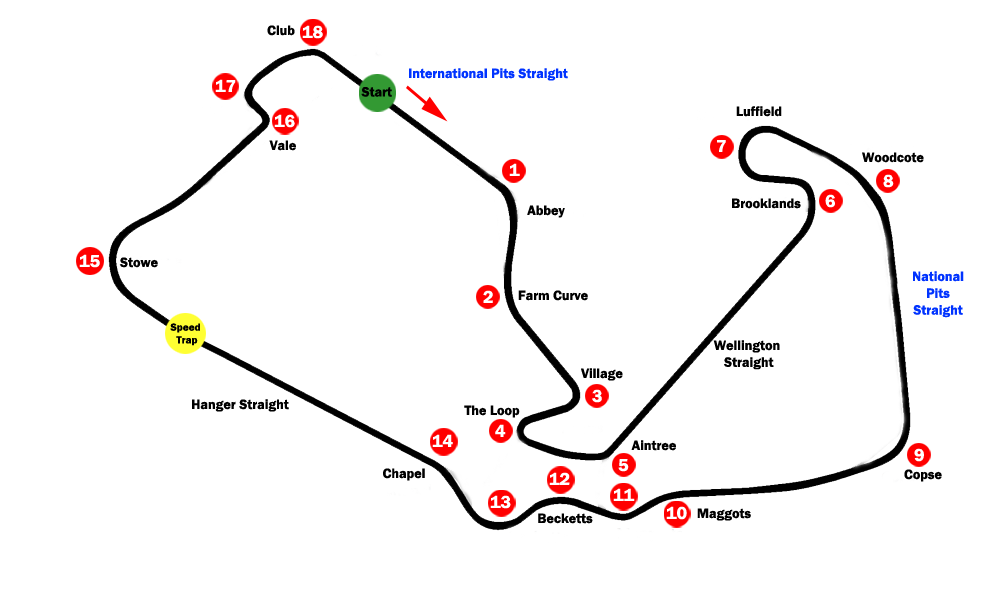 Club 18
17
Start
International Pits Straight
16
Vale
1
Abbey
Luffield
7
Woodcote
8
Brooklands
6
15
Stowe
2
Farm Curve
National
Pits
Straight
Speed
Trap
Wellington
Straight
Village
3
Hanger Straight
The Loop
4
14
Chapel
Aintree
5
9
Copse
12
11
13
Becketts
10
Maggots